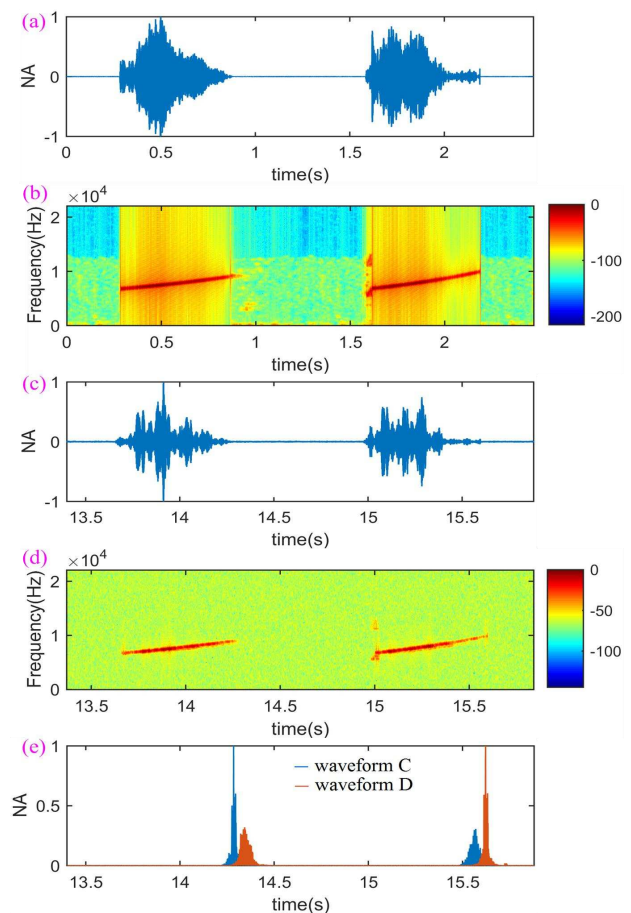 (a)
1
0
-1
NA
0 0.5 1 1.5 2
time(s)
(b)
×10⁴
2
1
0
Frequency(Hz)
0 0.5 1 1.5 2
time(s)
0
-50
-100
-150
-200
(c)
1
0
-1
NA
13.5 14 14.5 15 15.5
time(s)
(d)
×10⁴
2
1
0
Frequency(Hz)
13.5 14 14.5 15 15.5
time(s)
0
-50
-100
(e)
1
0.5
0
NA
waveform C
waveform D
13.5 14 14.5 15 15.5
time(s)